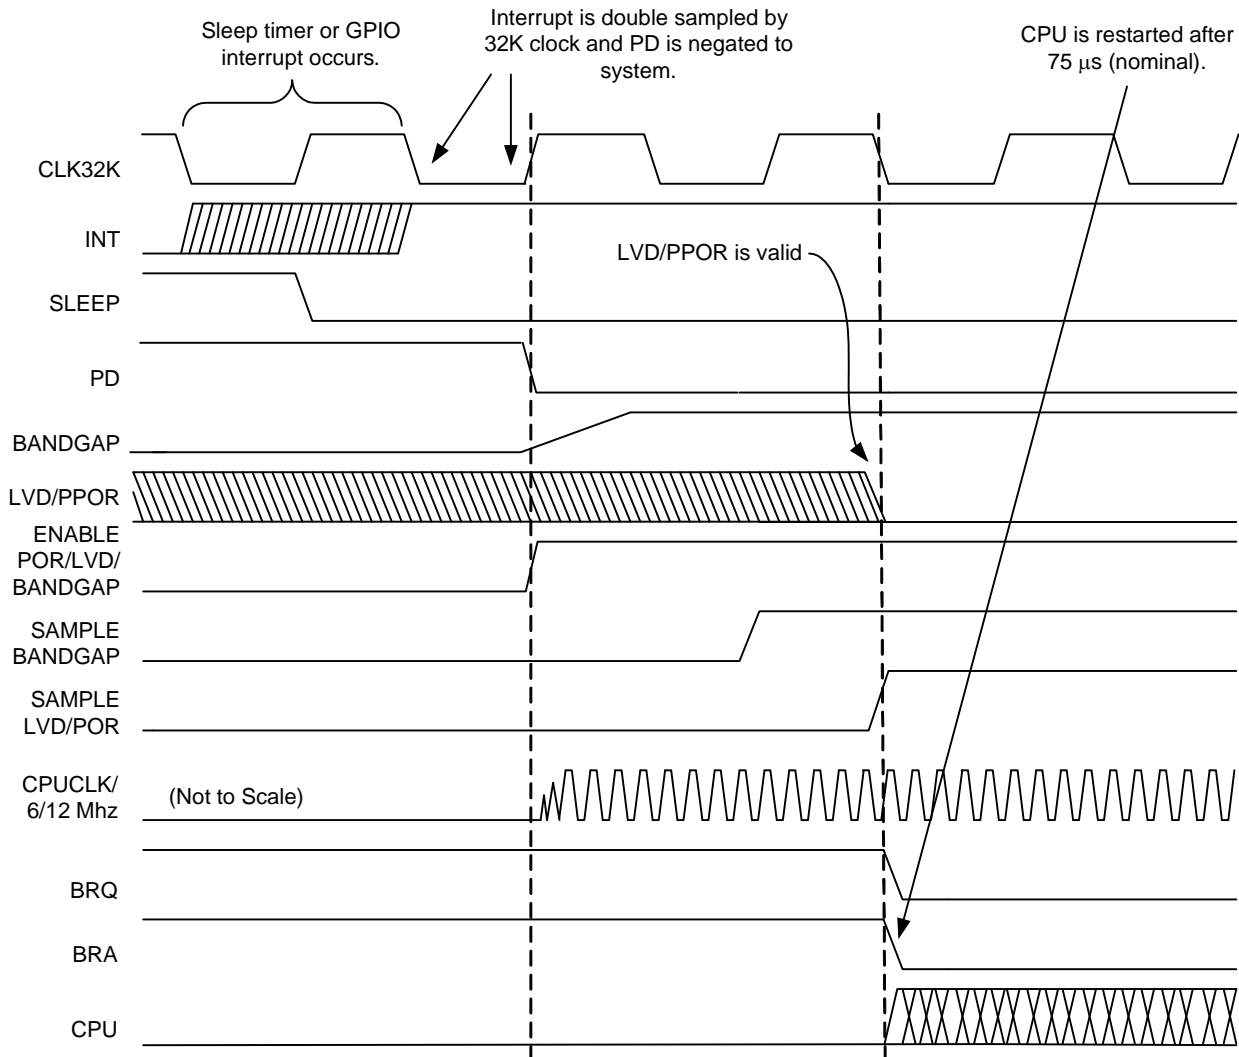 Sleep timer or GPIO
interrupt occurs.
Interrupt is double sampled by
32K clock and PD is negated to
system.
CPU is restarted after
75 µs (nominal).
CLK32K
INT
LVD/PPOR is valid
SLEEP
PD
BANDGAP
LVD/PPOR
ENABLE
POR/LVD/
BANDGAP
SAMPLE
BANDGAP
SAMPLE
LVD/POR
CPUCLK/
6/12 Mhz
(Not to Scale)
BRQ
BRA
CPU